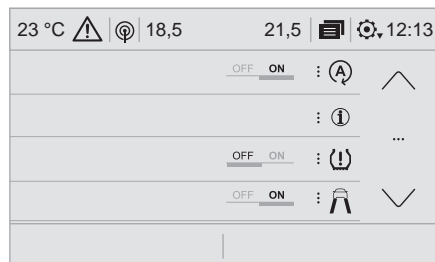 23 °C 18,5 21,5 12:13
OFF ON : A
: i
OFF ON : (!)
OFF ON :
...